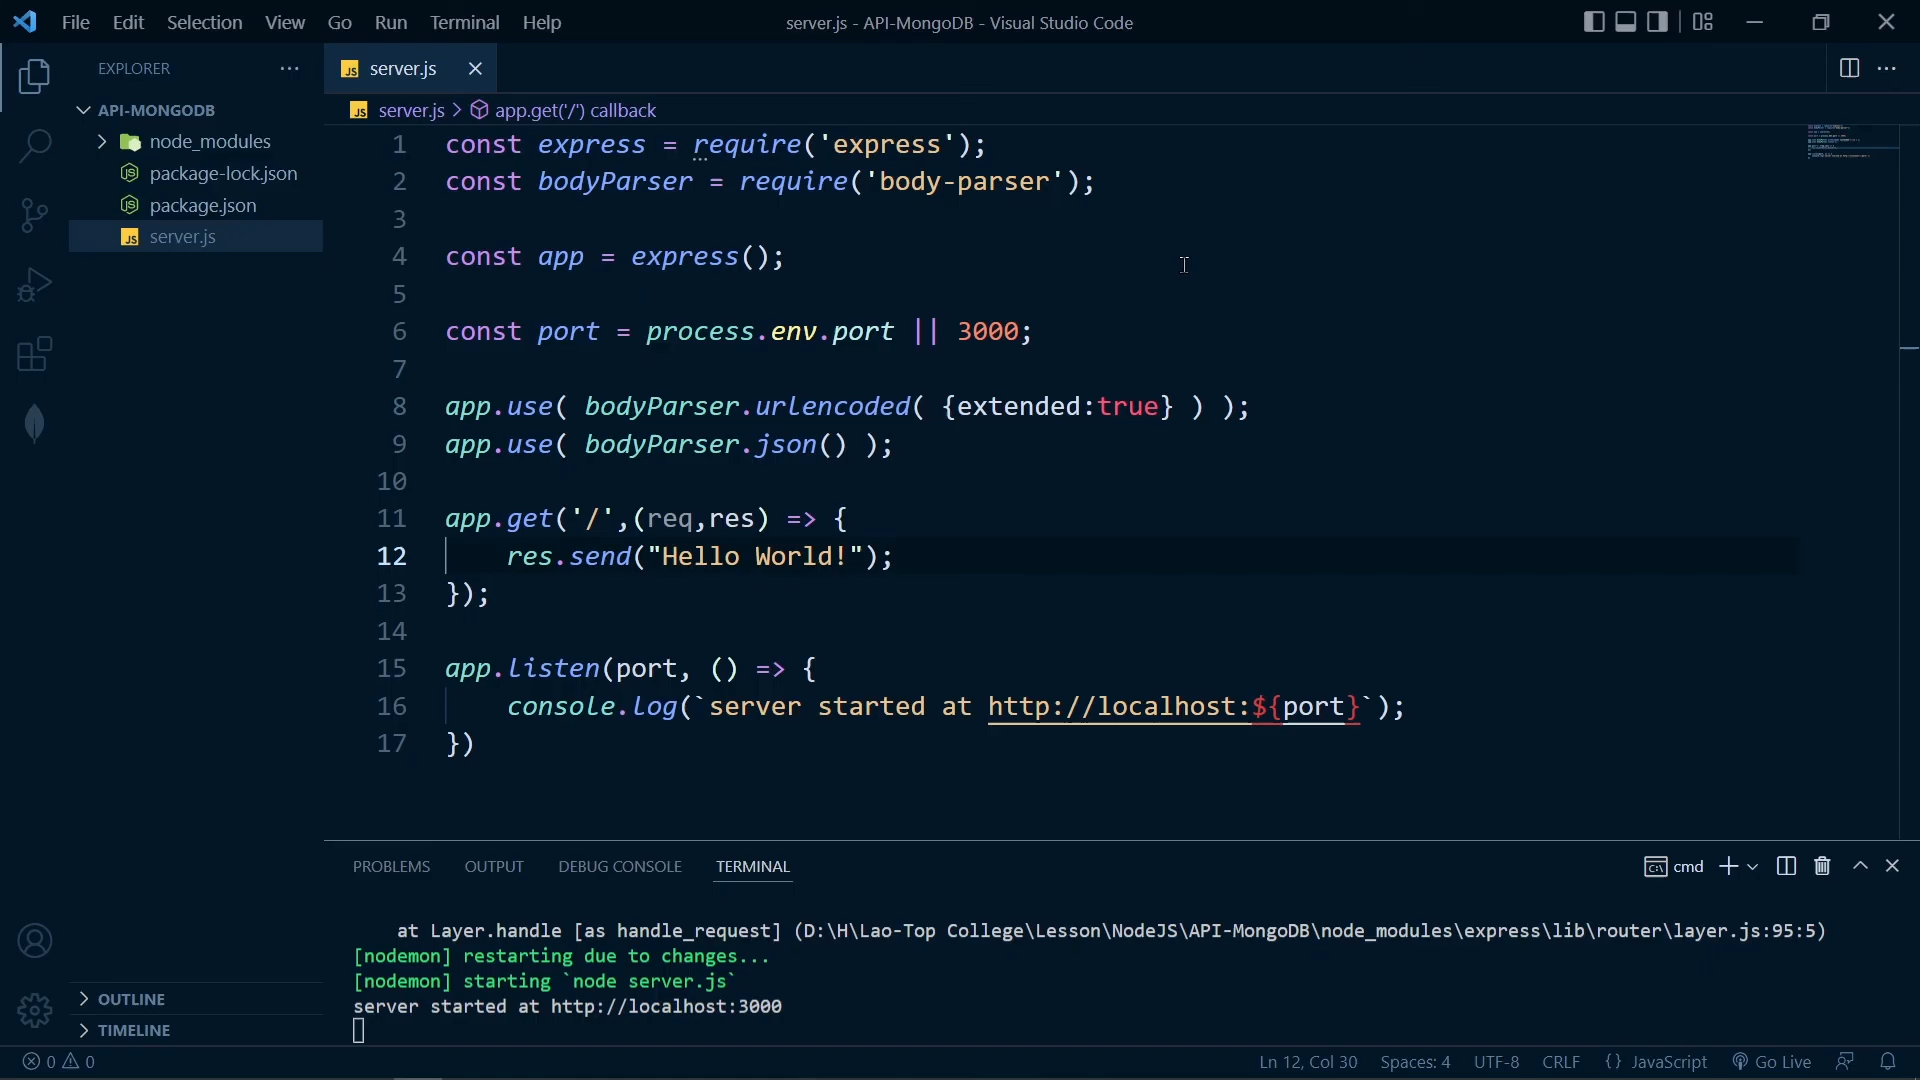 File Edit Selection View Go Run Terminal Help
server.js - API-MongoDB - Visual Studio Code
EXPLORER
API-MONGODB
node_modules
package-lock.json
package.json
JS server.js
OUTLINE
TIMELINE
JS server.js
JS server.js > app.get('/') callback
1 const express = require('express');
2 const bodyParser = require('body-parser');
3
4 const app = express();
5
6 const port = process.env.port || 3000;
7
8 app.use( bodyParser.urlencoded( {extended:true} ) );
9 app.use( bodyParser.json() );
10
11 app.get('/',(req,res) => {
12     res.send("Hello World!");
13 });
14
15 app.listen(port, () => {
16     console.log(`server started at http://localhost:${port}`);
17 })
PROBLEMS OUTPUT DEBUG CONSOLE TERMINAL
cmd
at Layer.handle [as handle_request] (D:\H\Lao-Top College\Lesson\NodeJS\API-MongoDB\node_modules\express\lib\router\layer.js:95:5)
[nodemon] restarting due to changes...
[nodemon] starting `node server.js`
server started at http://localhost:3000
0 0
Ln 12, Col 30 Spaces: 4 UTF-8 CRLF {} JavaScript Go Live